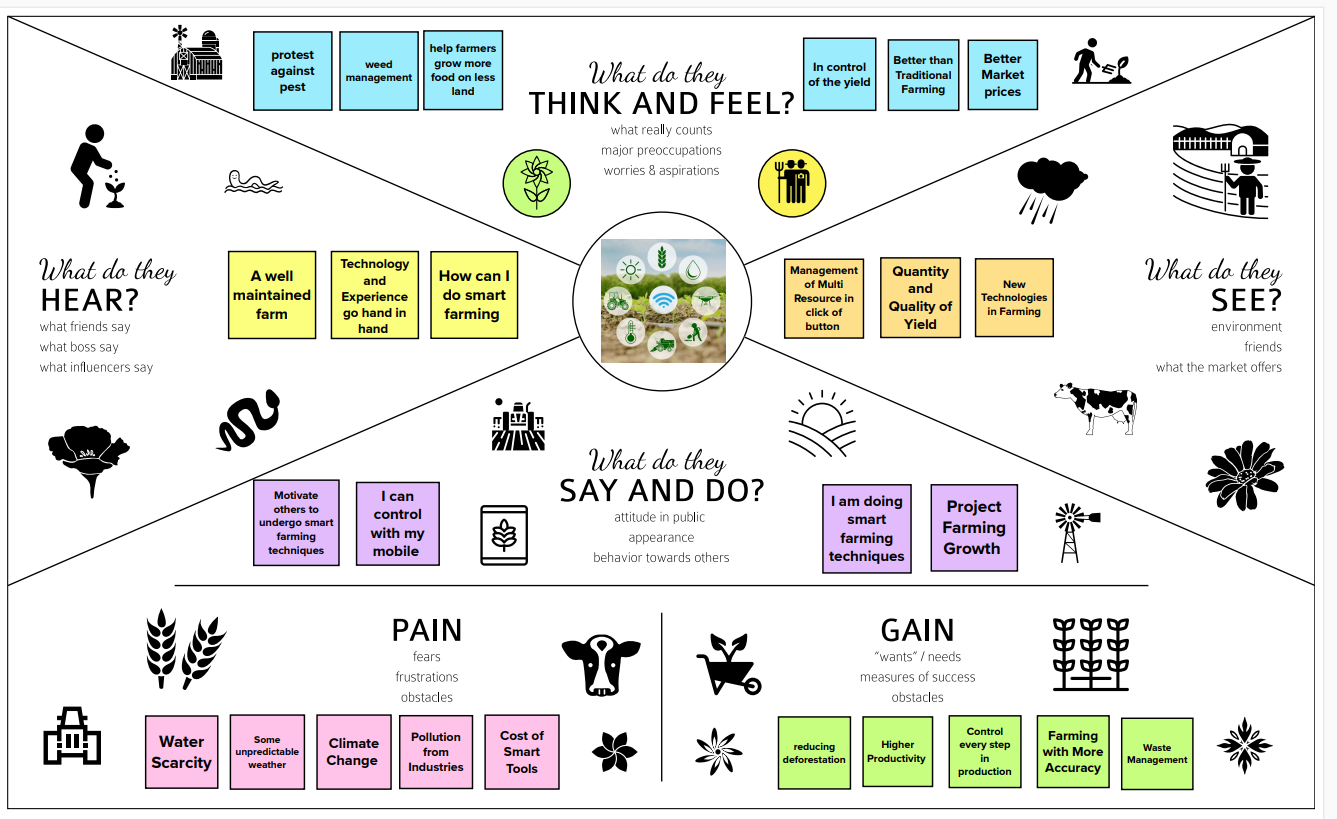 protest
against
pest
weed
management
help farmers
grow more
food on less
land
What do they
THINK AND FEEL?
what really counts
major preoccupations
worries & aspirations
In control
of the yield
Better than
Traditional
Farming
Better
Market
prices
What do they
HEAR?
what friends say
what boss say
what influencers say
A well
maintained
farm
Technology
and
Experience
go hand in
hand
How can I
do smart
farming
Management
of Multi
Resource in
click of
button
Quantity
and
Quality of
Yield
New
Technologies
in Farming
What do they
SEE?
environment
friends
what the market offers
Motivate
others to
undergo smart
farming
techniques
I can
control
with my
mobile
What do they
SAY AND DO?
attitude in public
appearance
behavior towards others
I am doing
smart
farming
techniques
Project
Farming
Growth
PAIN
fears
frustrations
obstacles
Water
Scarcity
Some
unpredictable
weather
Climate
Change
Pollution
from
Industries
Cost of
Smart
Tools
GAIN
“wants” / needs
measures of success
obstacles
reducing
deforestation
Higher
Productivity
Control
every step
in
production
Farming
with More
Accuracy
Waste
Management